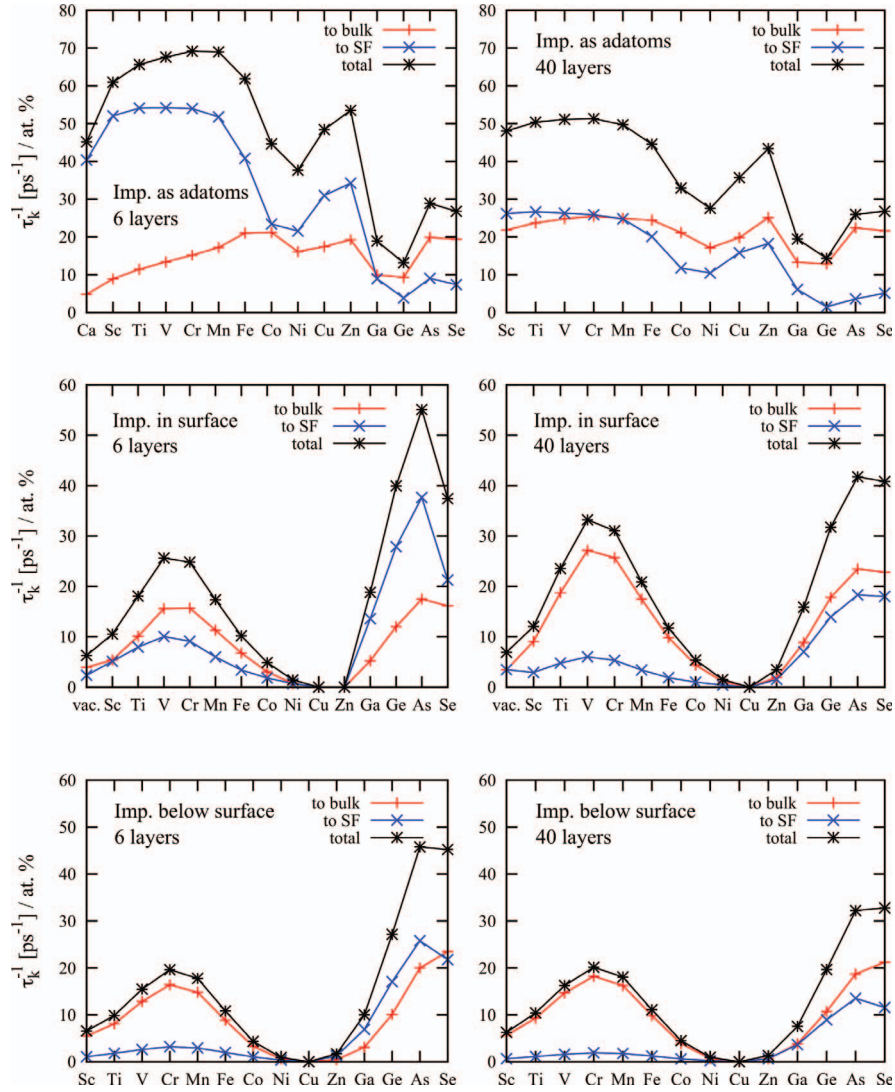 80
70
60
50
40
30
20
10
0
τk⁻¹ [ps⁻¹] / at. %
to bulk
to SF
total
Imp. as adatoms
6 layers
Ca Sc Ti V Cr Mn Fe Co Ni Cu Zn Ga Ge As Se
80
70
60
50
40
30
20
10
0
to bulk
to SF
total
Imp. as adatoms
40 layers
Sc Ti V Cr Mn Fe Co Ni Cu Zn Ga Ge As Se
60
50
40
30
20
10
0
τk⁻¹ [ps⁻¹] / at. %
Imp. in surface
6 layers
to bulk
to SF
total
vac. Sc Ti V Cr Mn Fe Co Ni Cu Zn Ga Ge As Se
60
50
40
30
20
10
0
Imp. in surface
40 layers
to bulk
to SF
total
vac. Sc Ti V Cr Mn Fe Co Ni Cu Zn Ga Ge As Se
60
50
40
30
20
10
0
τk⁻¹ [ps⁻¹] / at. %
Imp. below surface
6 layers
to bulk
to SF
total
Sc Ti V Cr Mn Fe Co Ni Cu Zn Ga Ge As Se
60
50
40
30
20
10
0
Imp. below surface
40 layers
to bulk
to SF
total
Sc Ti V Cr Mn Fe Co Ni Cu Zn Ga Ge As Se